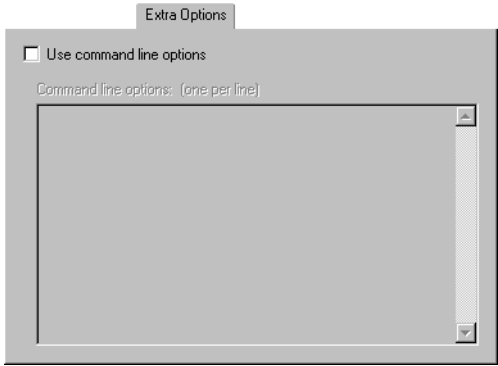 Extra Options
Use command line options
Command line options: (one per line)